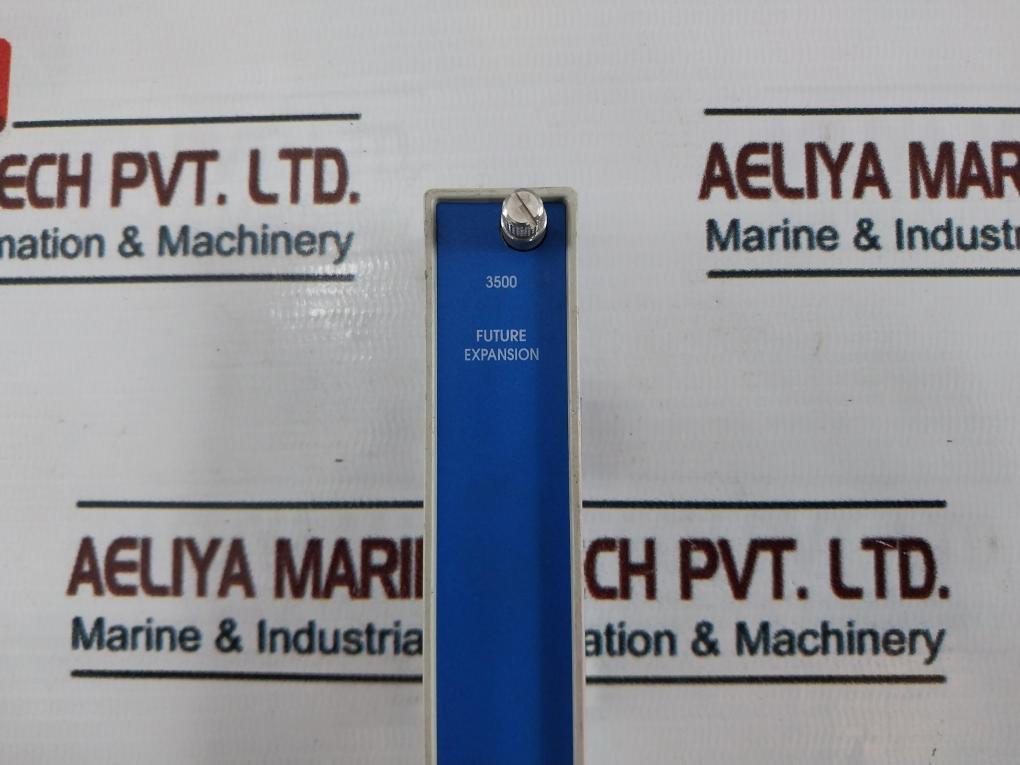 ECH PVT. LTD.
mation & Machinery
AELIYA MAR
Marine & Industr
3500
FUTURE
EXPANSION
AELIYA MARI CH PVT. LTD.
Marine & Industria ation & Machinery